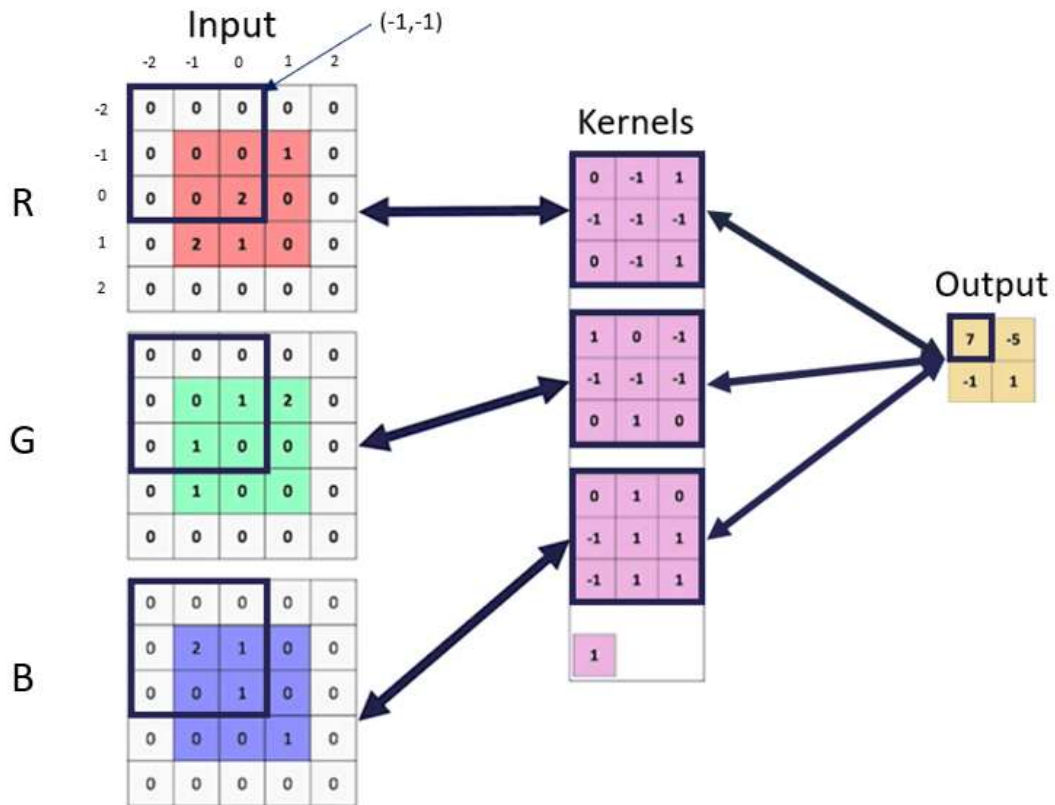 Input
(-1,-1)
-2 -1 0 1 2
-2 0 0 0 0 0
-1 0 0 0 1 0
R
0 0 0 2 0 0
1 0 2 1 0 0
2 0 0 0 0 0
0 0 0 0 0
0 0 1 2 0
G
0 1 0 0 0
0 1 0 0 0
0 0 0 0 0
0 0 0 0 0
0 2 1 0 0
B
0 0 1 0 0
0 0 0 1 0
0 0 0 0 0
Kernels
0 -1 1
-1 -1 -1
0 -1 1
1 0 -1
-1 -1 -1
0 1 0
0 1 0
-1 1 1
-1 1 1
1
Output
7 -5
-1 1